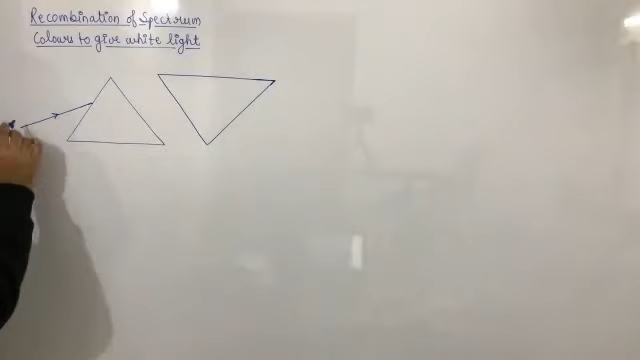 Recombination of Spectrum
Colours to give white light